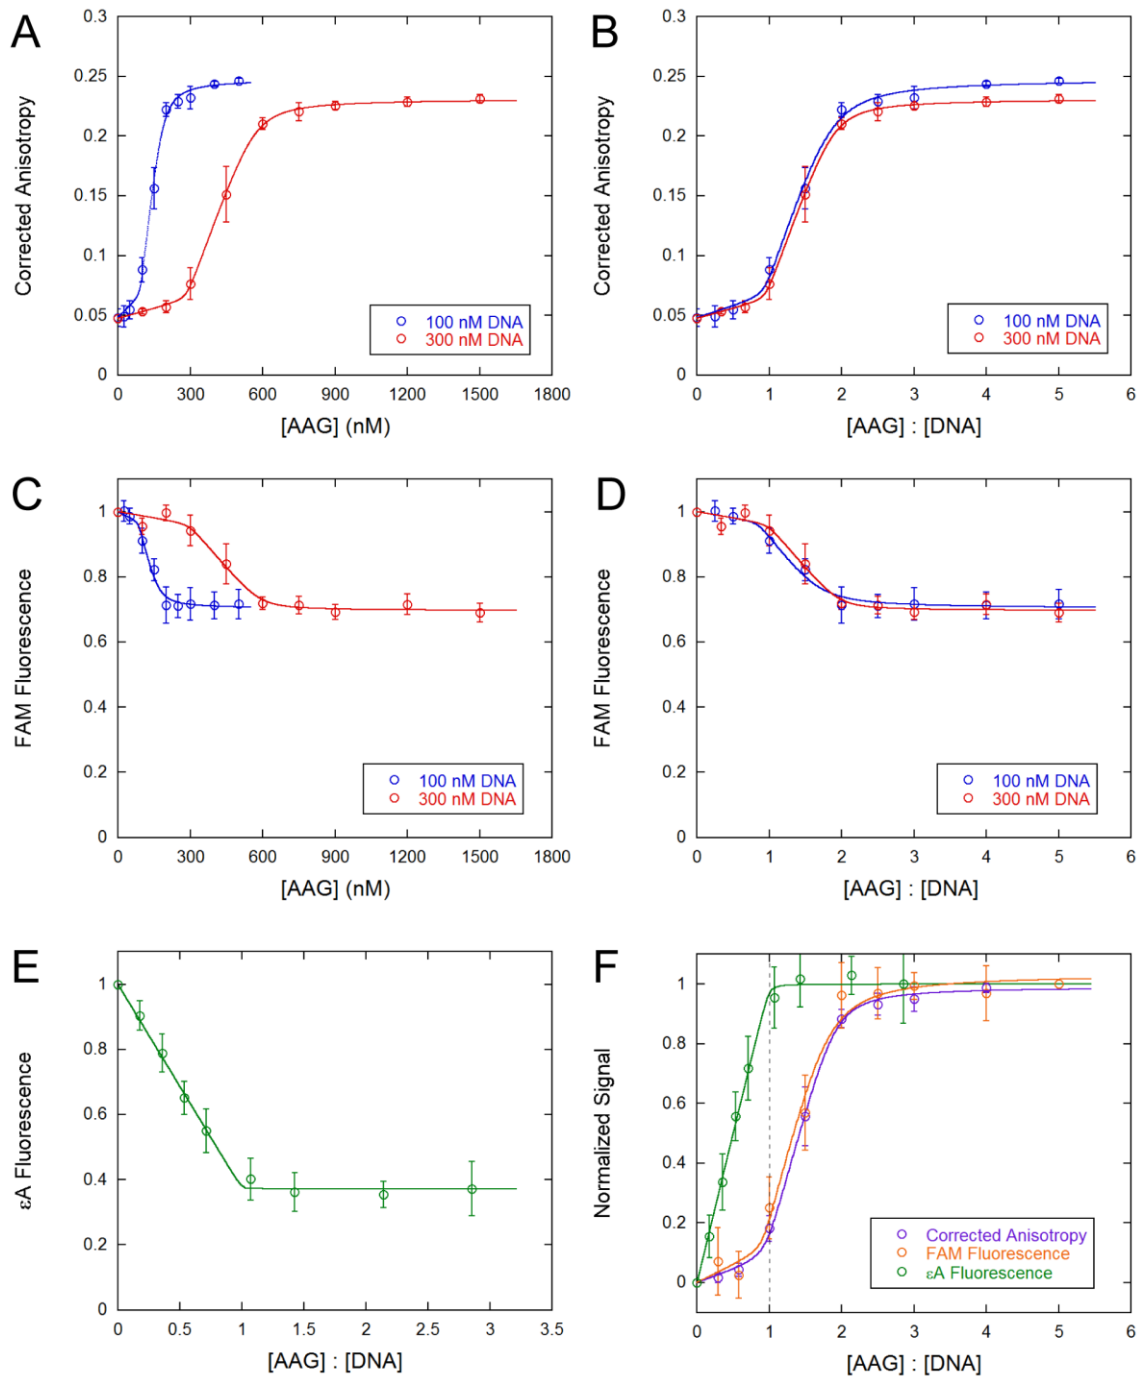 A
0.3
0.25
0.2
0.15
0.1
0.05
0
Corrected Anisotropy
100 nM DNA
300 nM DNA
0 300 600 900 1200 1500 1800
[AAG] (nM)
B
0.3
0.25
0.2
0.15
0.1
0.05
0
Corrected Anisotropy
100 nM DNA
300 nM DNA
0 1 2 3 4 5 6
[AAG] : [DNA]
C
1
0.8
0.6
0.4
0.2
0
FAM Fluorescence
100 nM DNA
300 nM DNA
0 300 600 900 1200 1500 1800
[AAG] (nM)
D
1
0.8
0.6
0.4
0.2
0
FAM Fluorescence
100 nM DNA
300 nM DNA
0 1 2 3 4 5 6
[AAG] : [DNA]
E
1
0.8
0.6
0.4
0.2
0
εA Fluorescence
0 0.5 1 1.5 2 2.5 3 3.5
[AAG] : [DNA]
F
1
0.8
0.6
0.4
0.2
0
Normalized Signal
Corrected Anisotropy
FAM Fluorescence
εA Fluorescence
0 1 2 3 4 5 6
[AAG] : [DNA]